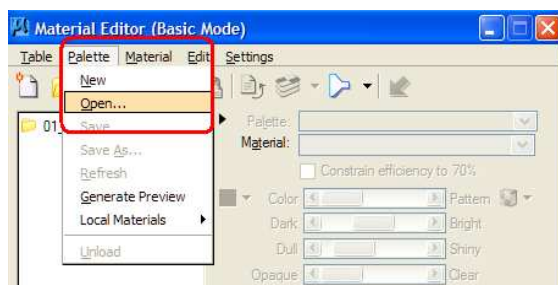 Material Editor (Basic Mode)
Table Palette Material Edit Settings
New
Open...
Save
Save As...
Refresh
Generate Preview
Local Materials
Unload
01_
Palette:
Material:
Constrain efficiency to 70%
Color Pattern
Dark Bright
Dull Shiny
Opaque Clear